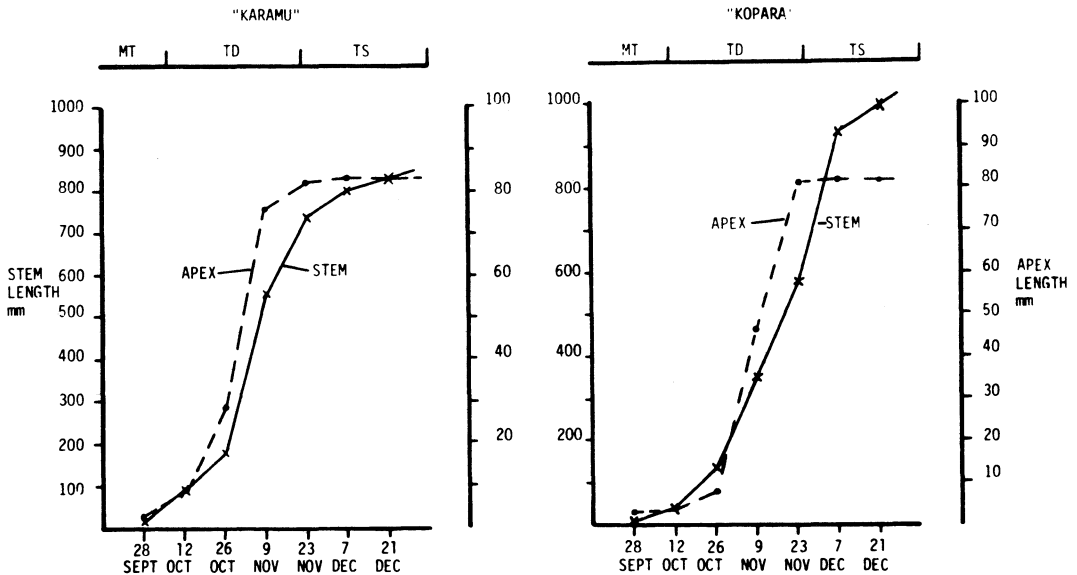 "KARAMU"
MT TD TS
1000
900
800
700
600
500
400
300
200
100
STEM
LENGTH
mm
APEX
STEM
100
80
60
40
20
28 12 26 9 23 7 21
SEPT OCT OCT NOV NOV DEC DEC
"KOPARA'
MT TD TS
1000
800
600
400
200
APEX
STEM
100
90
80
70
60
50
40
30
20
10
APEX
LENGTH
mm
28 12 26 9 23 7 21
SEPT OCT OCT NOV NOV DEC DEC